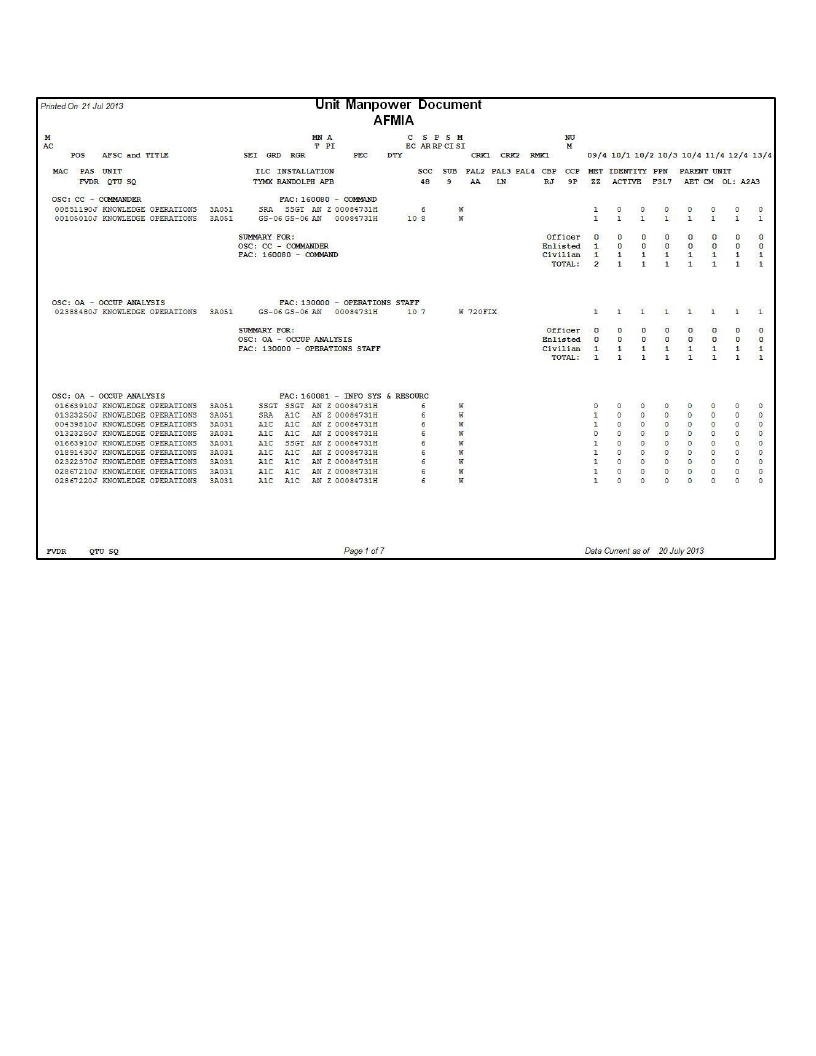 Printed On 21 Jul 2013 Unit Manpower Document
AFMIA
M MN A C S P S M NU
AC T PI EC AR RP CI SI M
POS AFSC and TITLE SEI GRD RGR PEC DTY CRK1 CRK2 RMK1 09/4 10/1 10/2 10/3 10/4 11/4 12/4 13/4
MAC PAS UNIT ILC INSTALLATION SCC SUB PAL2 PAL3 PAL4 CBP CCP MET IDENTITY PPN PARENT UNIT
FVDR QTU SQ TYMX RANDOLPH AFB 48 9 AA LN RJ 9P ZZ ACTIVE F3L7 AET CM OL: A2A3
OSC: CC - COMMANDER FAC: 160080 - COMMAND
00851190J KNOWLEDGE OPERATIONS 3A051 SRA SSGT AN Z 00084731H 6 W 1 0 0 0 0 0 0 0
00105010J KNOWLEDGE OPERATIONS 3A051 GS-06 GS-06 AN 00084731H 10 8 W 1 1 1 1 1 1 1 1
SUMMARY FOR: Officer 0 0 0 0 0 0 0 0
OSC: CC - COMMANDER Enlisted 1 0 0 0 0 0 0 0
FAC: 160080 - COMMAND Civilian 1 1 1 1 1 1 1 1
TOTAL: 2 1 1 1 1 1 1 1
OSC: OA - OCCUP ANALYSIS FAC: 130000 - OPERATIONS STAFF
02388480J KNOWLEDGE OPERATIONS 3A051 GS-06 GS-06 AN 00084731H 10 7 W 720FIX 1 1 1 1 1 1 1 1
SUMMARY FOR: Officer 0 0 0 0 0 0 0 0
OSC: OA - OCCUP ANALYSIS Enlisted 0 0 0 0 0 0 0 0
FAC: 130000 - OPERATIONS STAFF Civilian 1 1 1 1 1 1 1 1
TOTAL: 1 1 1 1 1 1 1 1
OSC: OA - OCCUP ANALYSIS FAC: 160081 - INFO SYS & RESOURC
01663910J KNOWLEDGE OPERATIONS 3A051 SSGT SSGT AN Z 00084731H 6 W 0 0 0 0 0 0 0 0
01323250J KNOWLEDGE OPERATIONS 3A051 SRA A1C AN Z 00084731H 6 W 1 0 0 0 0 0 0 0
00439810J KNOWLEDGE OPERATIONS 3A031 A1C A1C AN Z 00084731H 6 W 1 0 0 0 0 0 0 0
01323250J KNOWLEDGE OPERATIONS 3A031 A1C A1C AN Z 00084731H 6 W 0 0 0 0 0 0 0 0
01663910J KNOWLEDGE OPERATIONS 3A031 A1C SSGT AN Z 00084731H 6 W 1 0 0 0 0 0 0 0
01891430J KNOWLEDGE OPERATIONS 3A031 A1C A1C AN Z 00084731H 6 W 1 0 0 0 0 0 0 0
02322370J KNOWLEDGE OPERATIONS 3A031 A1C A1C AN Z 00084731H 6 W 1 0 0 0 0 0 0 0
02867210J KNOWLEDGE OPERATIONS 3A031 A1C A1C AN Z 00084731H 6 W 1 0 0 0 0 0 0 0
02867220J KNOWLEDGE OPERATIONS 3A031 A1C A1C AN Z 00084731H 6 W 1 0 0 0 0 0 0 0
FVDR QTU SQ Page 1 of 7 Data Current as of 20 July 2013